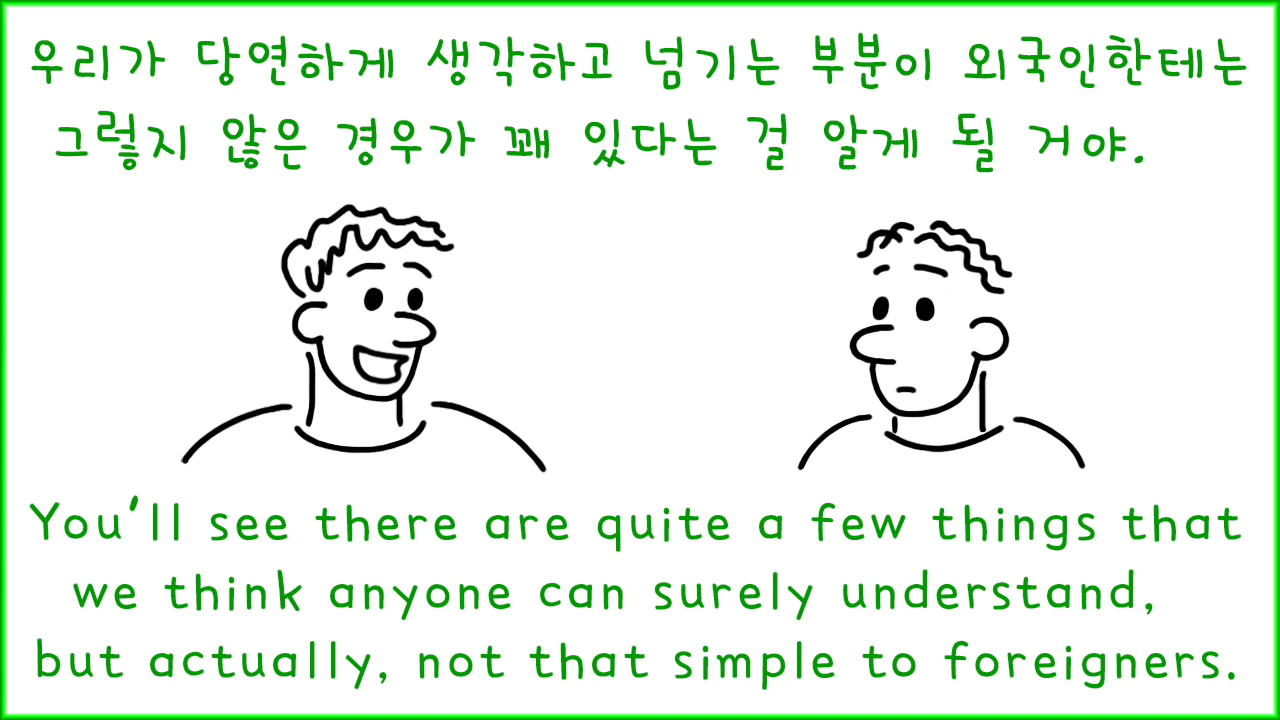 우리가 당연하게 생각하고 넘기는 부분이 외국인한테는
그렇지 않은 경우가 꽤 있다는 걸 알게 될 거야.
You'll see there are quite a few things that
we think anyone can surely understand,
but actually, not that simple to foreigners.